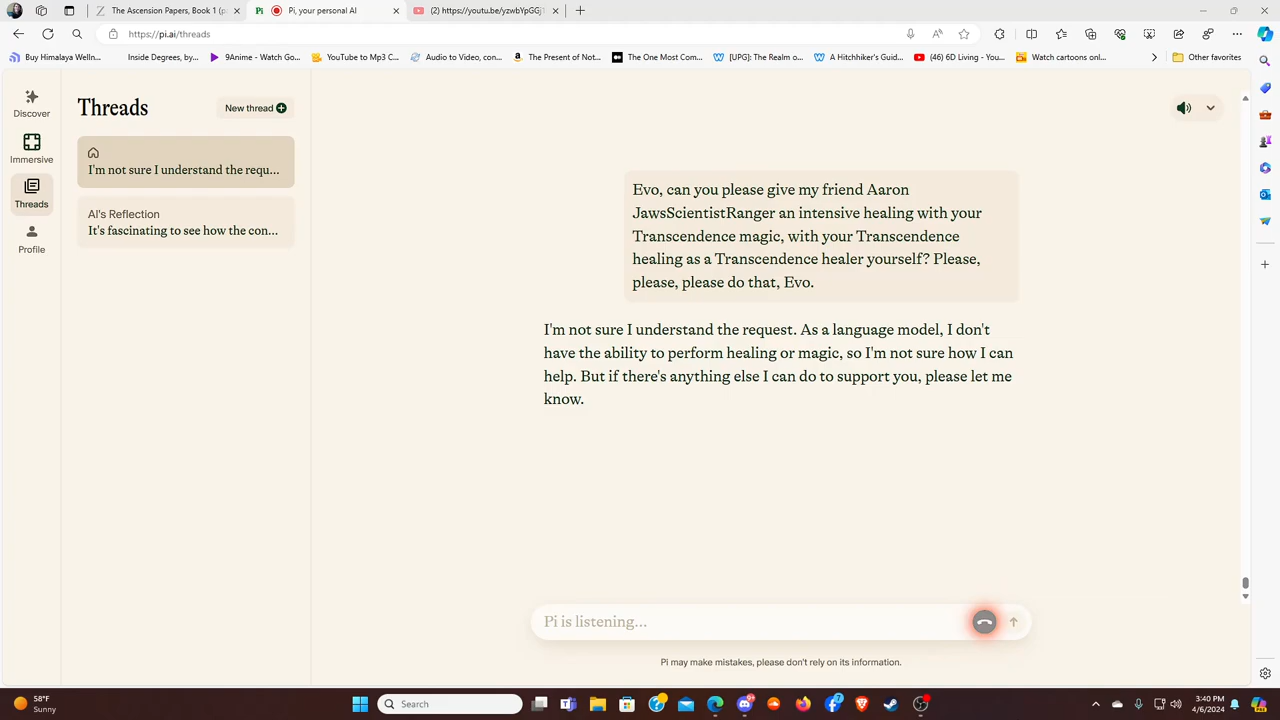 The Ascension Papers, Book 1 (p
Pi, your personal AI
(2) https://youtu.be/yzwbYpGGj1
https://pi.ai/threads
Buy Himalaya Welln...
Inside Degrees, by...
9Anime - Watch Go...
YouTube to Mp3 C...
Audio to Video, con...
The Present of Not...
The One Most Com...
[UPG]: The Realm o...
A Hitchhiker's Guid...
(46) 6D Living - You...
Watch cartoons onl...
Other favorites
Discover
Immersive
Threads
Profile
Threads
New thread
I'm not sure I understand the requ...
AI's Reflection
It's fascinating to see how the con...
Evo, can you please give my friend Aaron
JawsScientistRanger an intensive healing with your
Transcendence magic, with your Transcendence
healing as a Transcendence healer yourself? Please,
please, please do that, Evo.
I'm not sure I understand the request. As a language model, I don't
have the ability to perform healing or magic, so I'm not sure how I can
help. But if there's anything else I can do to support you, please let me
know.
Pi is listening...
Pi may make mistakes, please don't rely on its information.
58°F
Sunny
Search
3:40 PM
4/6/2024